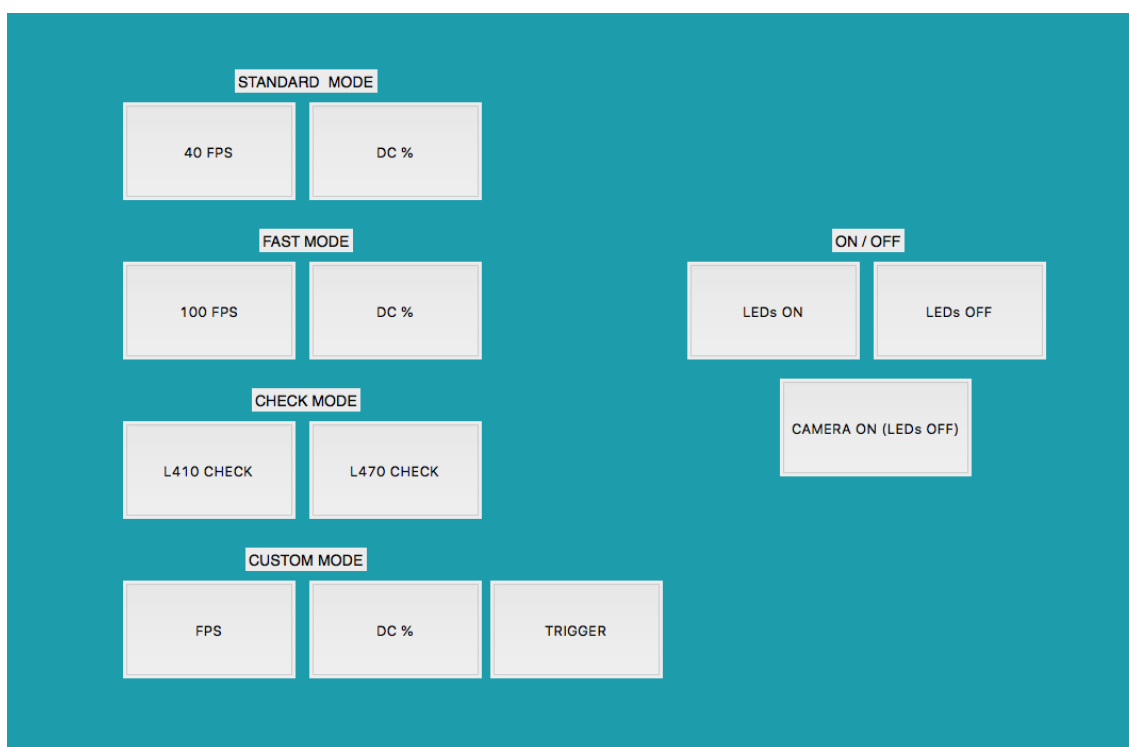 STANDARD MODE
40 FPS
DC %
FAST MODE
100 FPS
DC %
CHECK MODE
L410 CHECK
L470 CHECK
CUSTOM MODE
FPS
DC %
TRIGGER
ON / OFF
LEDs ON
LEDs OFF
CAMERA ON (LEDs OFF)